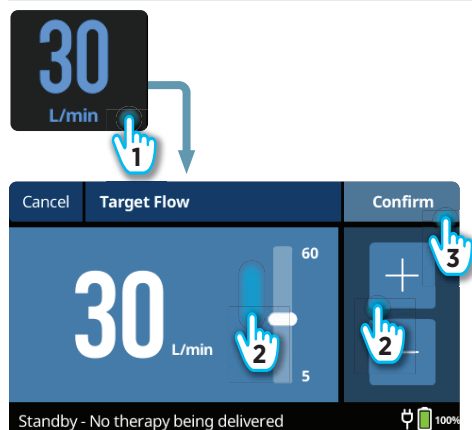 30
L/min
1
Cancel Target Flow Confirm
3
60
30 L/min
2
2
5
Standby - No therapy being delivered 100%